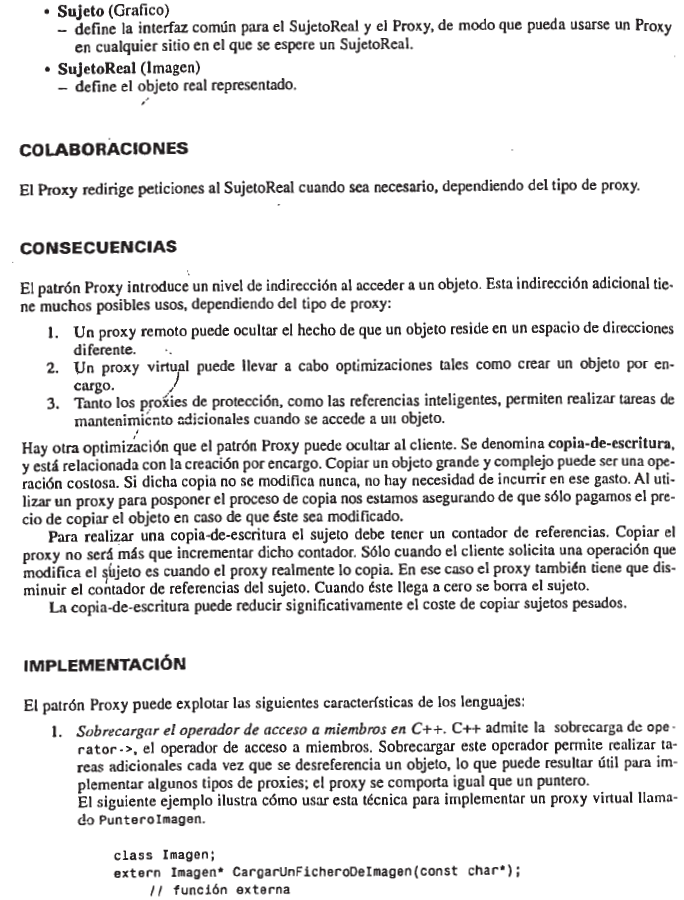 • Sujeto (Grafico)
– define la interfaz común para el SujetoReal y el Proxy, de modo que pueda usarse un Proxy
en cualquier sitio en el que se espere un SujetoReal.
• SujetoReal (Imagen)
– define el objeto real representado.
COLABORACIONES
El Proxy redirige peticiones al SujetoReal cuando sea necesario, dependiendo del tipo de proxy.
CONSECUENCIAS
El patrón Proxy introduce un nivel de indirección al acceder a un objeto. Esta indirección adicional tie-
ne muchos posibles usos, dependiendo del tipo de proxy:
1. Un proxy remoto puede ocultar el hecho de que un objeto reside en un espacio de direcciones
diferente.
2. Un proxy virtual puede llevar a cabo optimizaciones tales como crear un objeto por en-
cargo.
3. Tanto los proxies de protección, como las referencias inteligentes, permiten realizar tareas de
mantenimiento adicionales cuando se accede a un objeto.
Hay otra optimización que el patrón Proxy puede ocultar al cliente. Se denomina copia-de-escritura,
y está relacionada con la creación por encargo. Copiar un objeto grande y complejo puede ser una ope-
ración costosa. Si dicha copia no se modifica nunca, no hay necesidad de incurrir en ese gasto. Al uti-
lizar un proxy para posponer el proceso de copia nos estamos asegurando de que sólo pagamos el pre-
cio de copiar el objeto en caso de que éste sea modificado.
Para realizar una copia-de-escritura el sujeto debe tener un contador de referencias. Copiar el
proxy no será más que incrementar dicho contador. Sólo cuando el cliente solicita una operación que
modifica el sujeto es cuando el proxy realmente lo copia. En ese caso el proxy también tiene que dis-
minuir el contador de referencias del sujeto. Cuando éste llega a cero se borra el sujeto.
La copia-de-escritura puede reducir significativamente el coste de copiar sujetos pesados.
IMPLEMENTACIÓN
El patrón Proxy puede explotar las siguientes características de los lenguajes:
1. Sobrecargar el operador de acceso a miembros en C++. C++ admite la sobrecarga de ope-
rator->, el operador de acceso a miembros. Sobrecargar este operador permite realizar ta-
reas adicionales cada vez que se desreferencia un objeto, lo que puede resultar útil para im-
plementar algunos tipos de proxies; el proxy se comporta igual que un puntero.
El siguiente ejemplo ilustra cómo usar esta técnica para implementar un proxy virtual llama-
do PunteroImagen.
class Imagen;
extern Imagen* CargarUnFicheroDeImagen(const char*);
// función externa